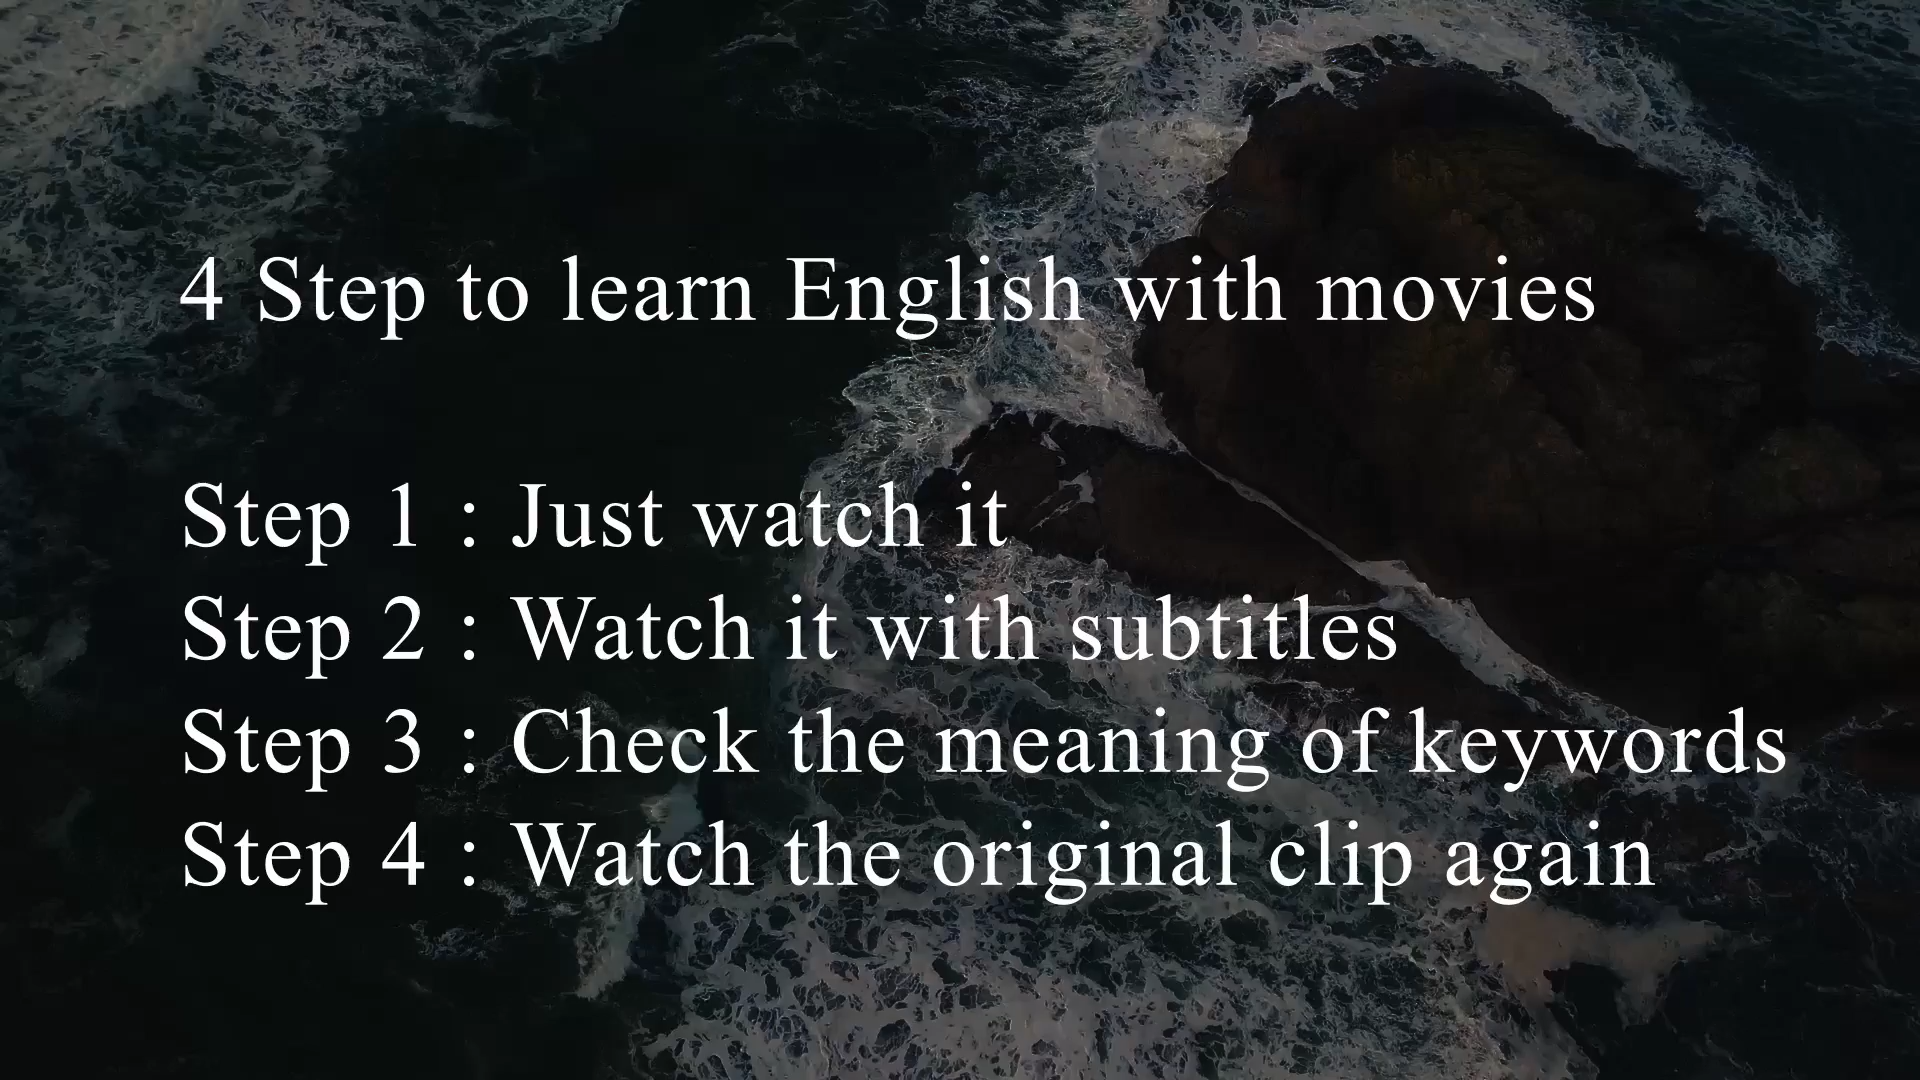 4 Step to learn English with movies
Step 1 : Just watch it
Step 2 : Watch it with subtitles
Step 3 : Check the meaning of keywords
Step 4 : Watch the original clip again